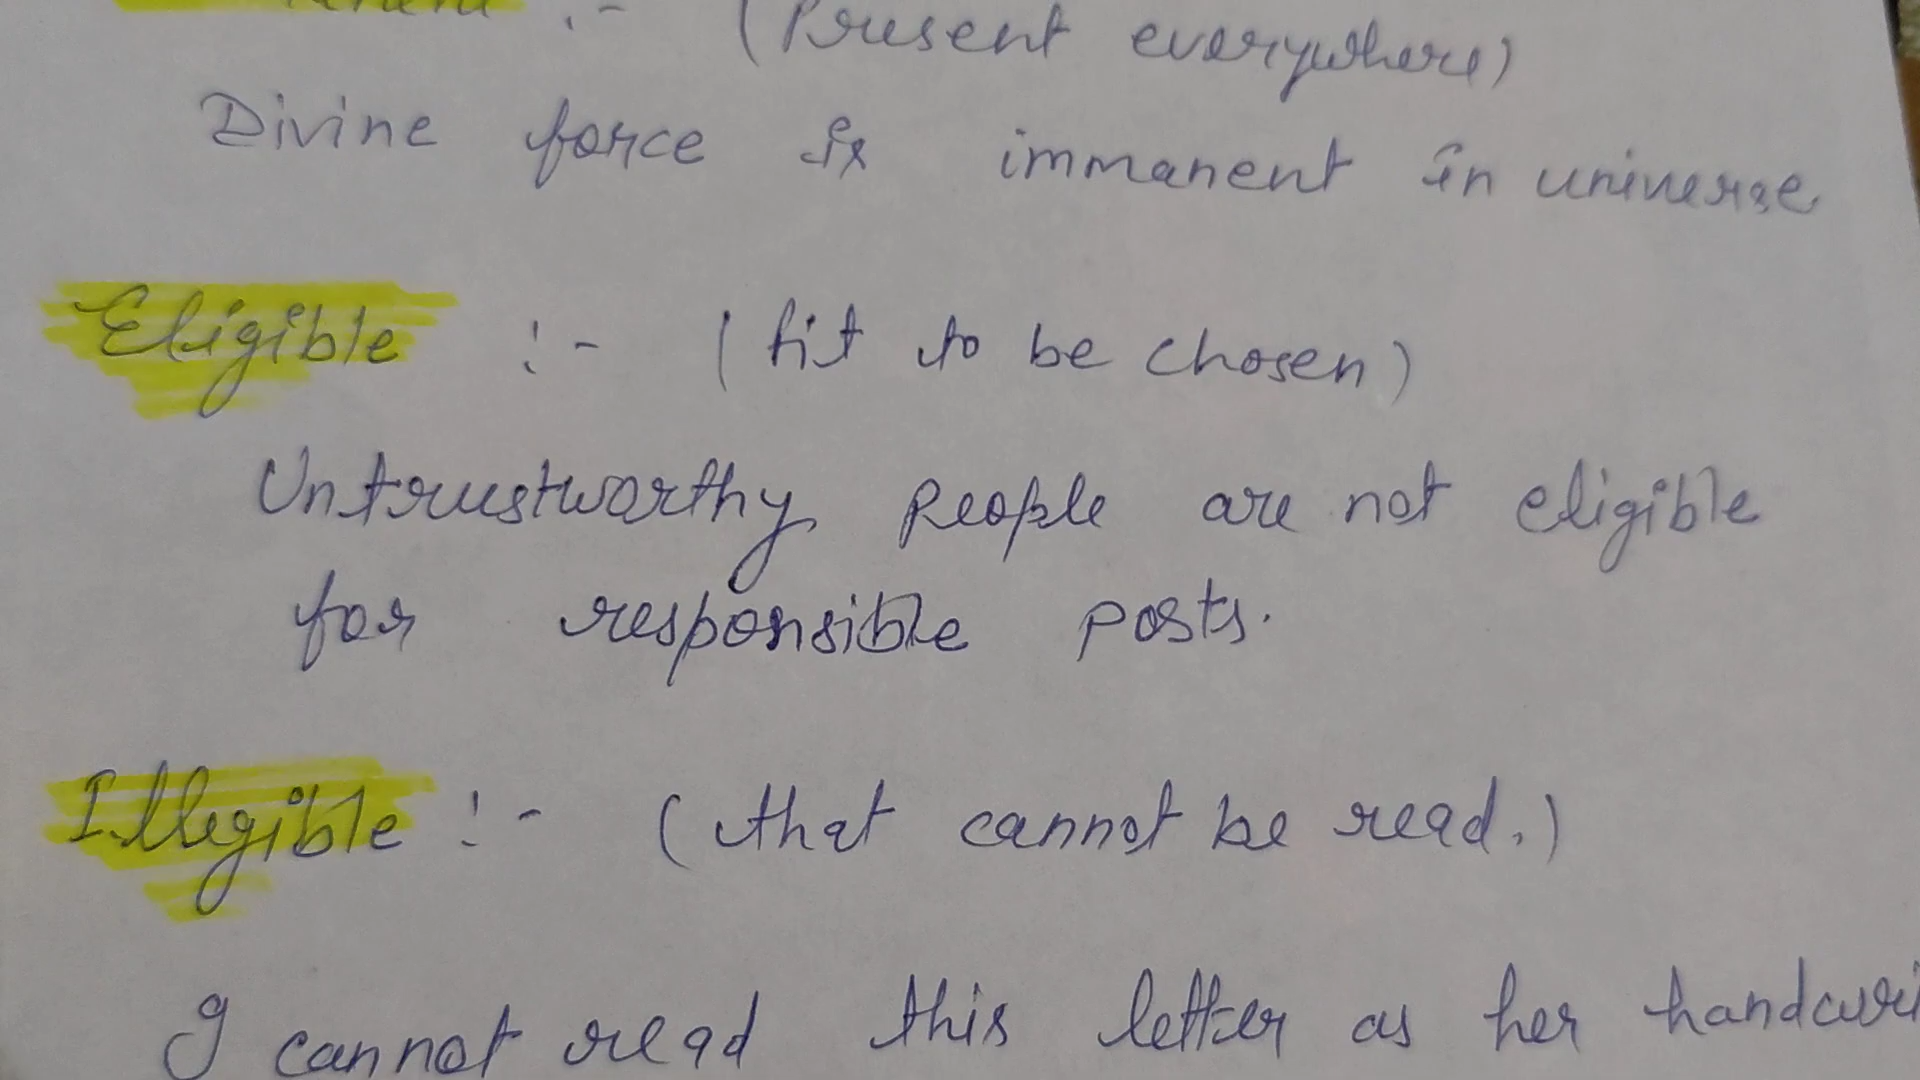 :- (Present everywhere)
Divine force is immanent in universe
Eligible :- (fit to be chosen)
Untrustworthy people are not eligible
for responsible posts.
Illegible :- (that cannot be read.)
I cannot read this letter as her handwri